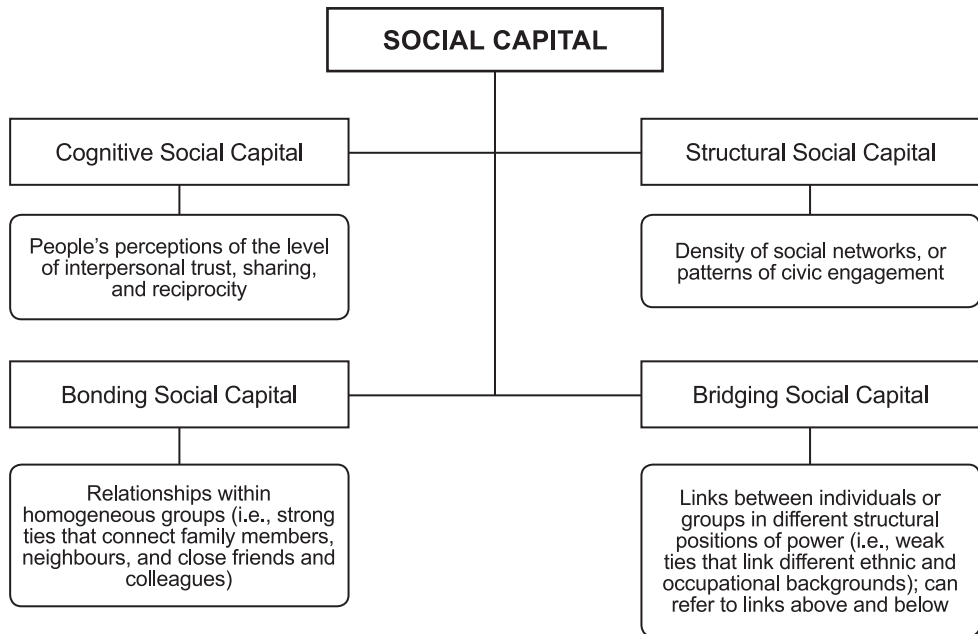 SOCIAL CAPITAL
Cognitive Social Capital
Structural Social Capital
People’s perceptions of the level
of interpersonal trust, sharing,
and reciprocity
Density of social networks, or
patterns of civic engagement
Bonding Social Capital
Bridging Social Capital
Relationships within
homogeneous groups (i.e., strong
ties that connect family members,
neighbours, and close friends and
colleagues)
Links between individuals or
groups in different structural
positions of power (i.e., weak
ties that link different ethnic and
occupational backgrounds); can
refer to links above and below